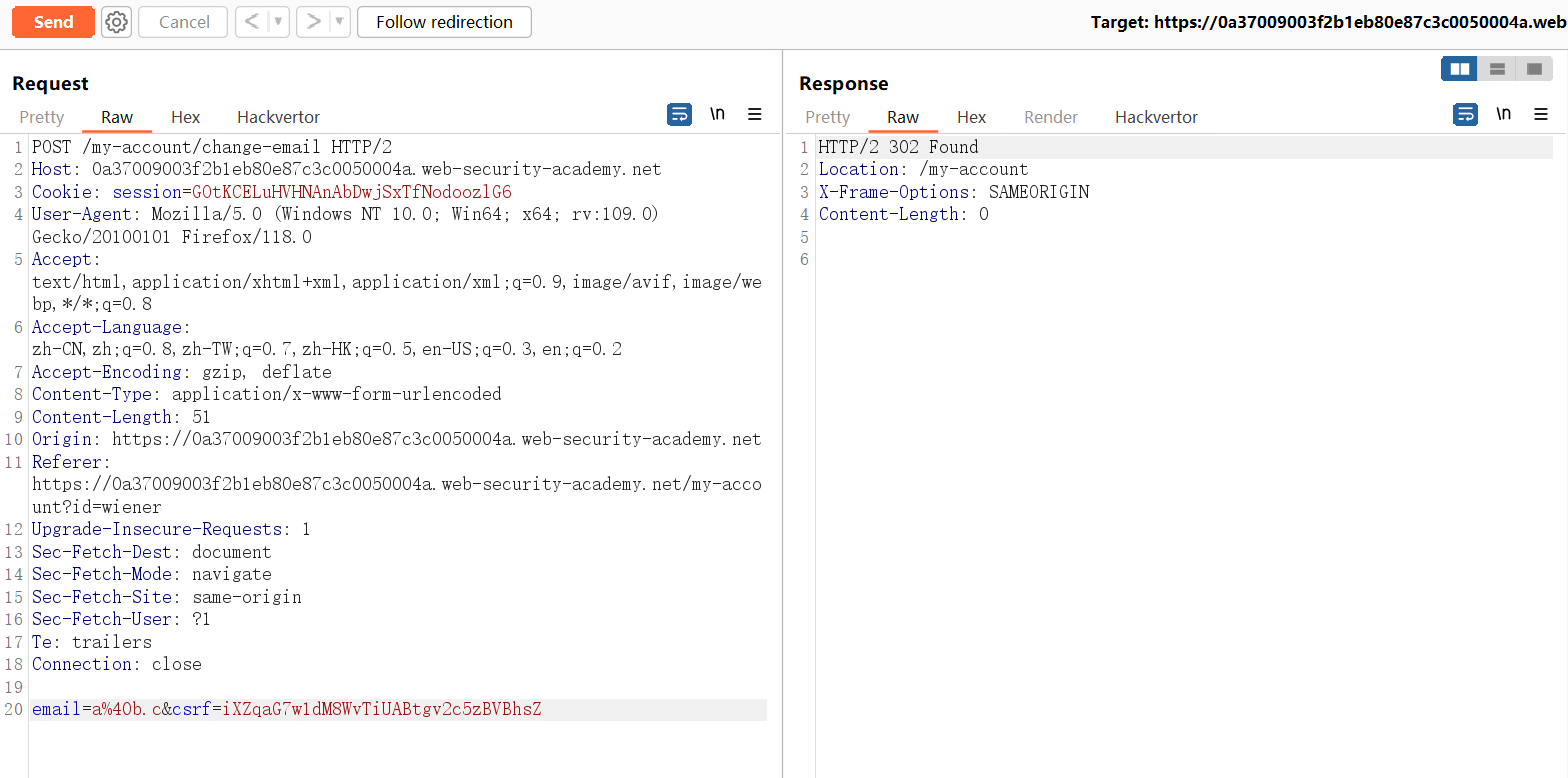 Send
Cancel
<
>
Follow redirection
Target: https://0a37009003f2b1eb80e87c3c0050004a.web
Request
Pretty
Raw
Hex
Hackvertor
\n
1 POST /my-account/change-email HTTP/2
2 Host: 0a37009003f2b1eb80e87c3c0050004a.web-security-academy.net
3 Cookie: session=GOtKCELuHVHNAnAbDwjSxTfNodoozlG6
4 User-Agent: Mozilla/5.0 (Windows NT 10.0; Win64; x64; rv:109.0)
Gecko/20100101 Firefox/118.0
5 Accept:
text/html,application/xhtml+xml,application/xml;q=0.9,image/avif,image/we
bp,*/*;q=0.8
6 Accept-Language:
zh-CN,zh;q=0.8,zh-TW;q=0.7,zh-HK;q=0.5,en-US;q=0.3,en;q=0.2
7 Accept-Encoding: gzip, deflate
8 Content-Type: application/x-www-form-urlencoded
9 Content-Length: 51
10 Origin: https://0a37009003f2b1eb80e87c3c0050004a.web-security-academy.net
11 Referer:
https://0a37009003f2b1eb80e87c3c0050004a.web-security-academy.net/my-acco
unt?id=wiener
12 Upgrade-Insecure-Requests: 1
13 Sec-Fetch-Dest: document
14 Sec-Fetch-Mode: navigate
15 Sec-Fetch-Site: same-origin
16 Sec-Fetch-User: ?1
17 Te: trailers
18 Connection: close
19
20 email=a%40b.c&csrf=iXZqaG7w1dM8WvTiUABtgv2c5zBVBhsZ
Response
Pretty
Raw
Hex
Render
Hackvertor
\n
1 HTTP/2 302 Found
2 Location: /my-account
3 X-Frame-Options: SAMEORIGIN
4 Content-Length: 0
5
6